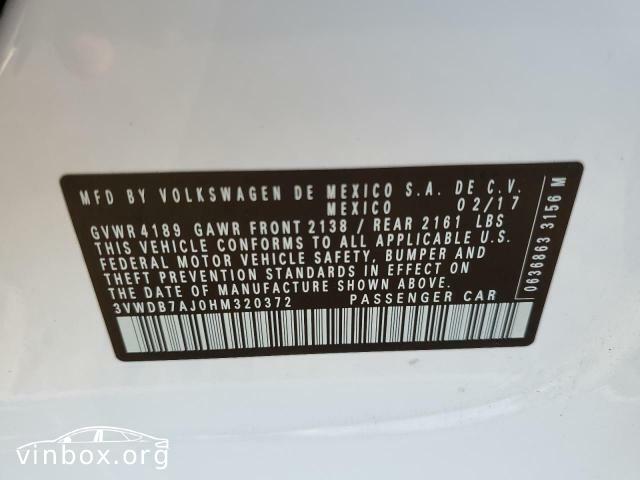 MFD BY VOLKSWAGEN DE MEXICO S.A. DE C.V.
MEXICO 02/17
GVWR 4189 GAWR FRONT 2138 / REAR 2161 LBS
THIS VEHICLE CONFORMS TO ALL APPLICABLE U.S.
FEDERAL MOTOR VEHICLE SAFETY, BUMPER AND
THEFT PREVENTION STANDARDS IN EFFECT ON
THE DATE OF MANUFACTURE SHOWN ABOVE.
3VWDB7AJ0HM320372 PASSENGER CAR
0636863 3156 M
vinbox.org